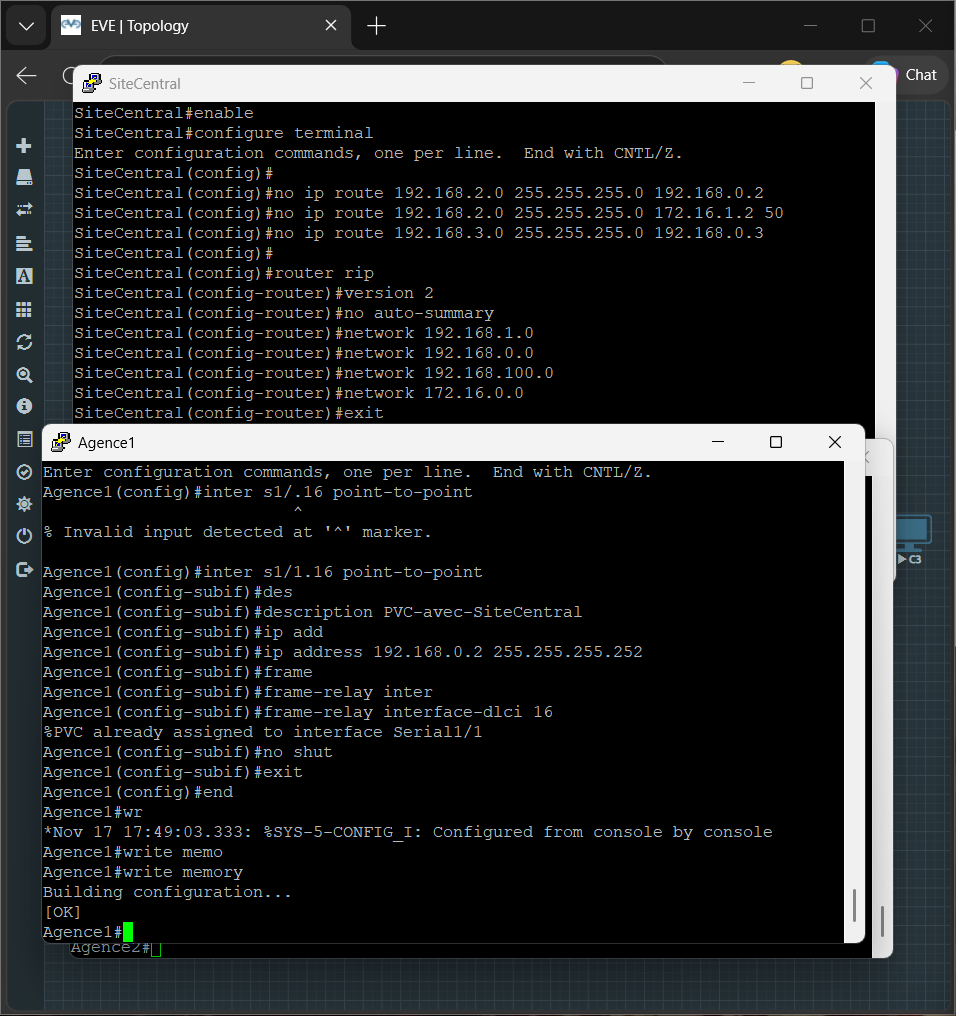 EVE | Topology
Chat
SiteCentral
SiteCentral#enable
SiteCentral#configure terminal
Enter configuration commands, one per line.  End with CNTL/Z.
SiteCentral(config)#
SiteCentral(config)#no ip route 192.168.2.0 255.255.255.0 192.168.0.2
SiteCentral(config)#no ip route 192.168.2.0 255.255.255.0 172.16.1.2 50
SiteCentral(config)#no ip route 192.168.3.0 255.255.255.0 192.168.0.3
SiteCentral(config)#
SiteCentral(config)#router rip
SiteCentral(config-router)#version 2
SiteCentral(config-router)#no auto-summary
SiteCentral(config-router)#network 192.168.1.0
SiteCentral(config-router)#network 192.168.0.0
SiteCentral(config-router)#network 192.168.100.0
SiteCentral(config-router)#network 172.16.0.0
SiteCentral(config-router)#exit
Agence1
Enter configuration commands, one per line.  End with CNTL/Z.
Agence1(config)#inter s1/.16 point-to-point
^
% Invalid input detected at '^' marker.
Agence1(config)#inter s1/1.16 point-to-point
Agence1(config-subif)#des
Agence1(config-subif)#description PVC-avec-SiteCentral
Agence1(config-subif)#ip add
Agence1(config-subif)#ip address 192.168.0.2 255.255.255.252
Agence1(config-subif)#frame
Agence1(config-subif)#frame-relay inter
Agence1(config-subif)#frame-relay interface-dlci 16
%PVC already assigned to interface Serial1/1
Agence1(config-subif)#no shut
Agence1(config-subif)#exit
Agence1(config)#end
Agence1#wr
*Nov 17 17:49:03.333: %SYS-5-CONFIG_I: Configured from console by console
Agence1#write memo
Agence1#write memory
Building configuration...
[OK]
Agence1#
Agence2#
C3